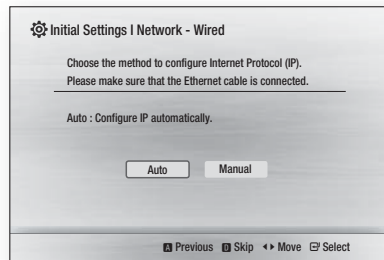 Initial Settings I Network - Wired
Choose the method to configure Internet Protocol (IP).
Please make sure that the Ethernet cable is connected.
Auto : Configure IP automatically.
Auto Manual
A Previous D Skip Move Select